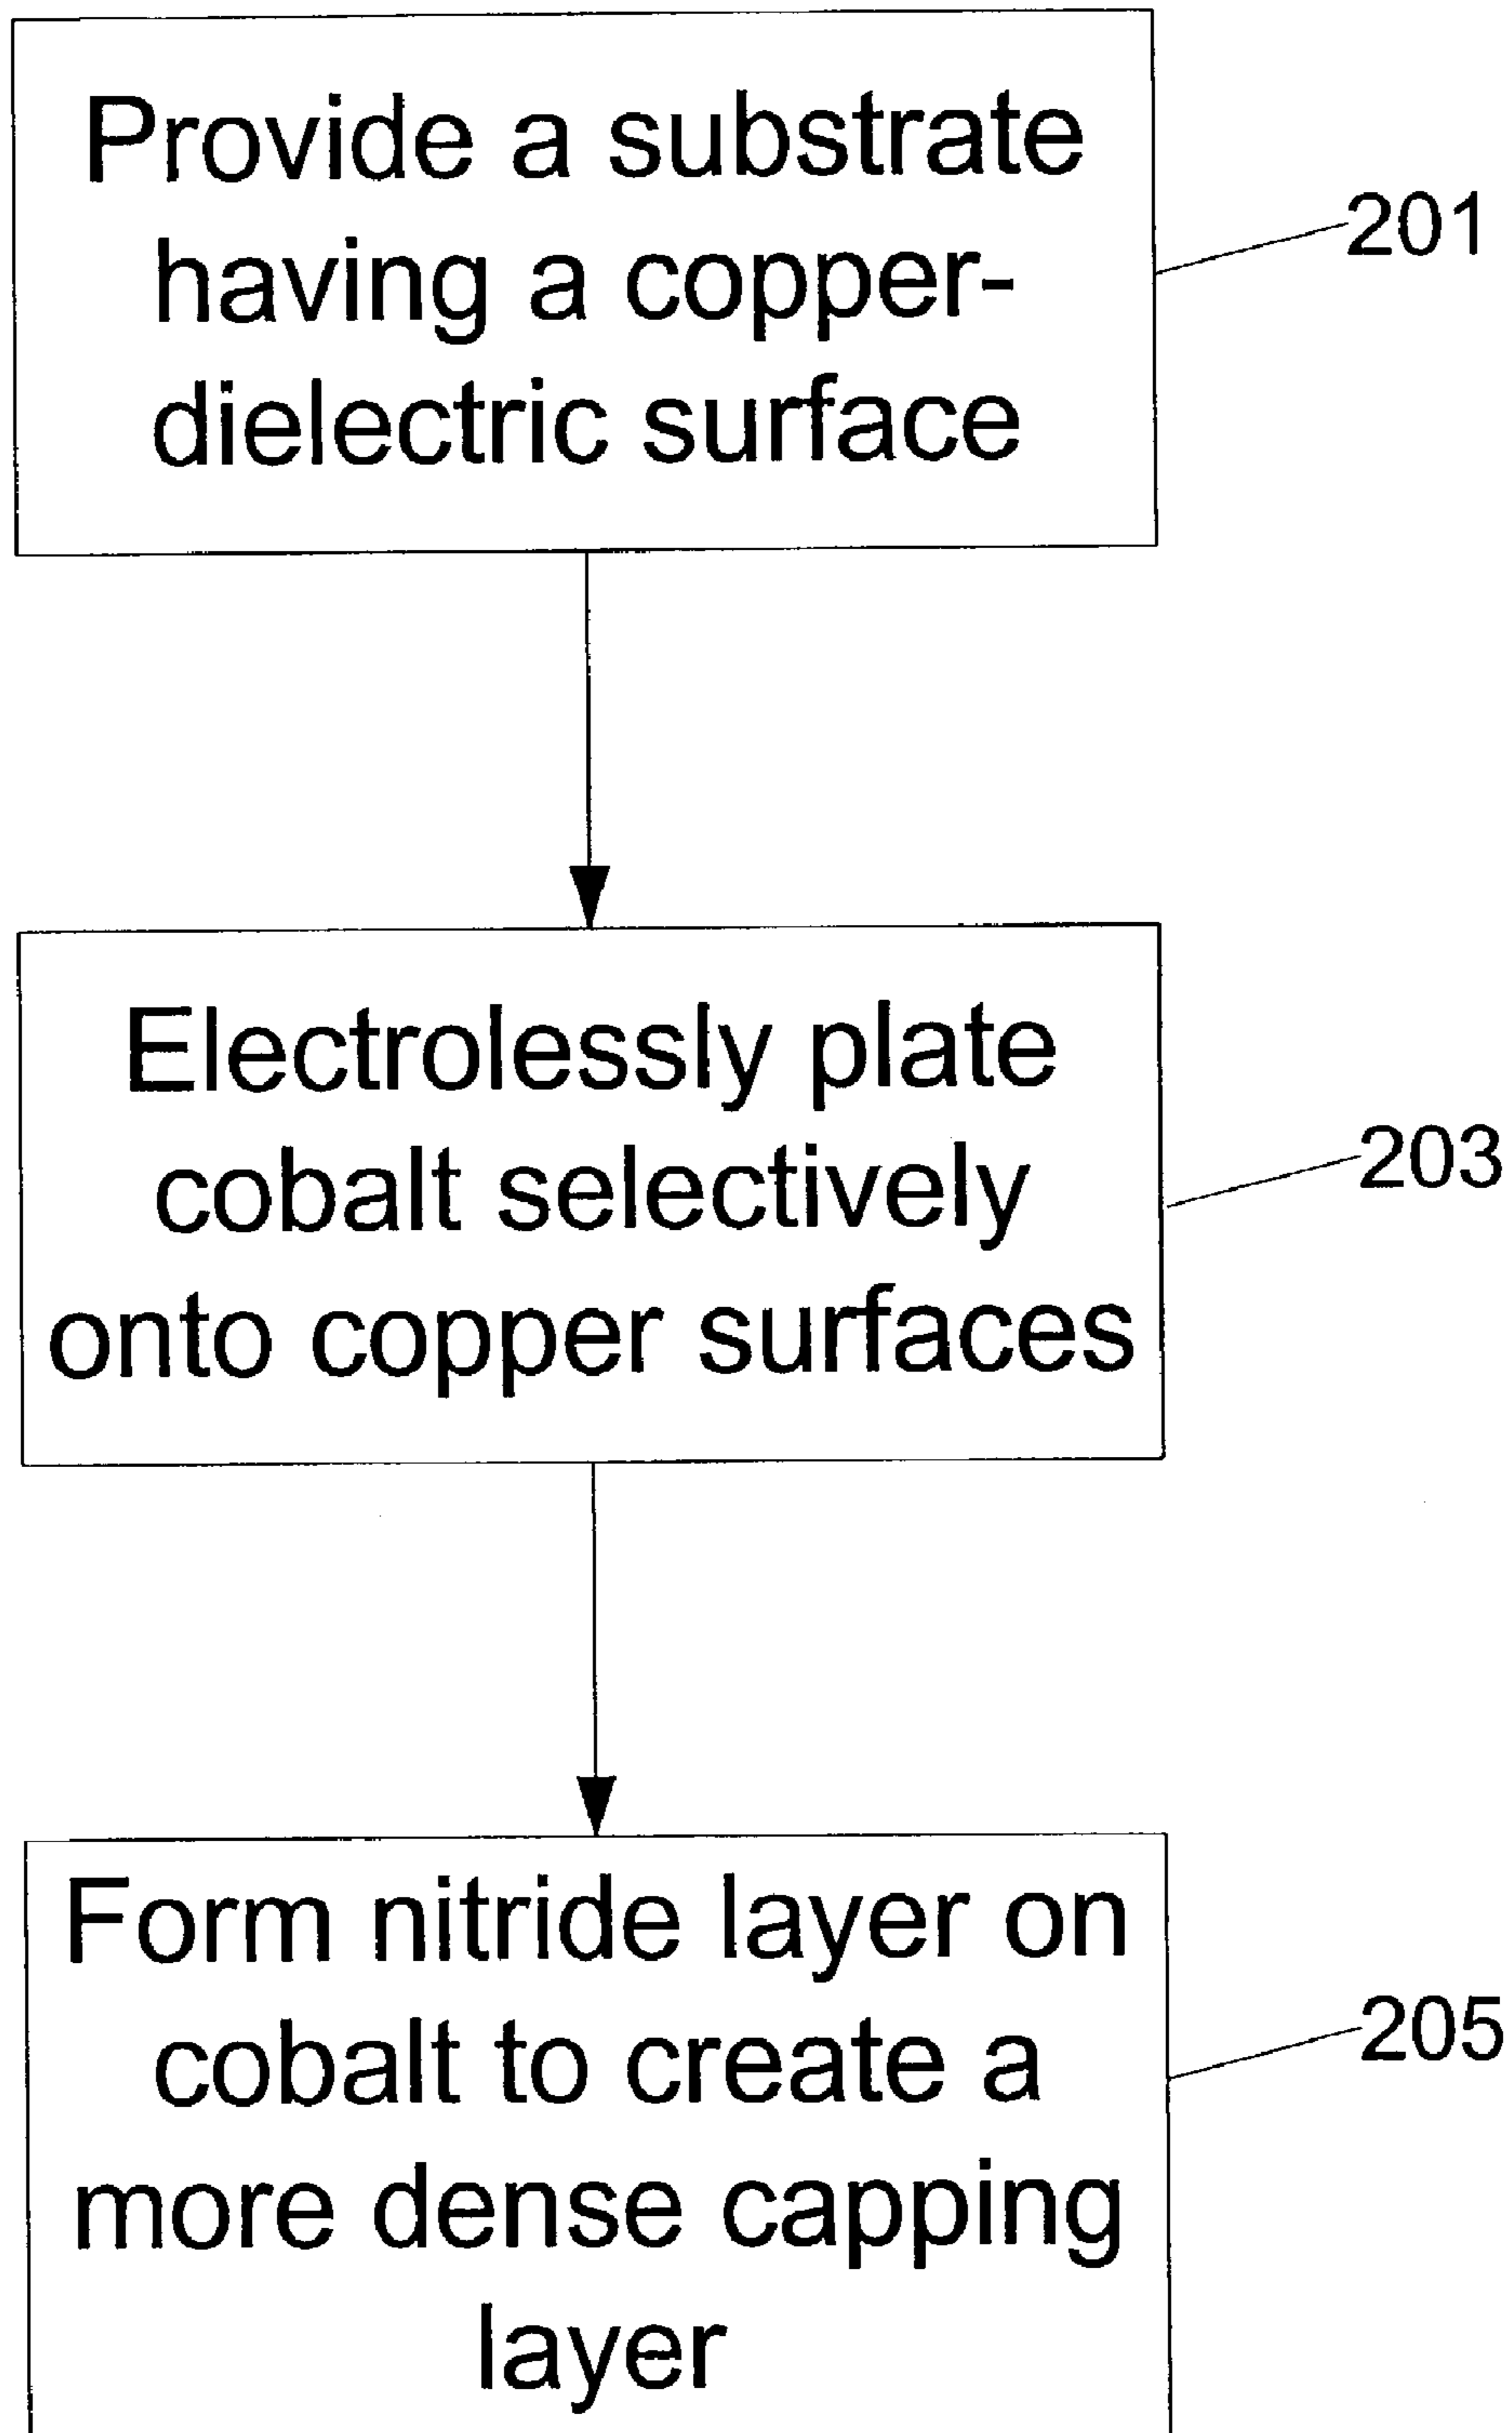 Provide a substrate
having a copper-
dielectric surface
201
Electrolessly plate
cobalt selectively
onto copper surfaces
203
Form nitride layer on
cobalt to create a
more dense capping
layer
205